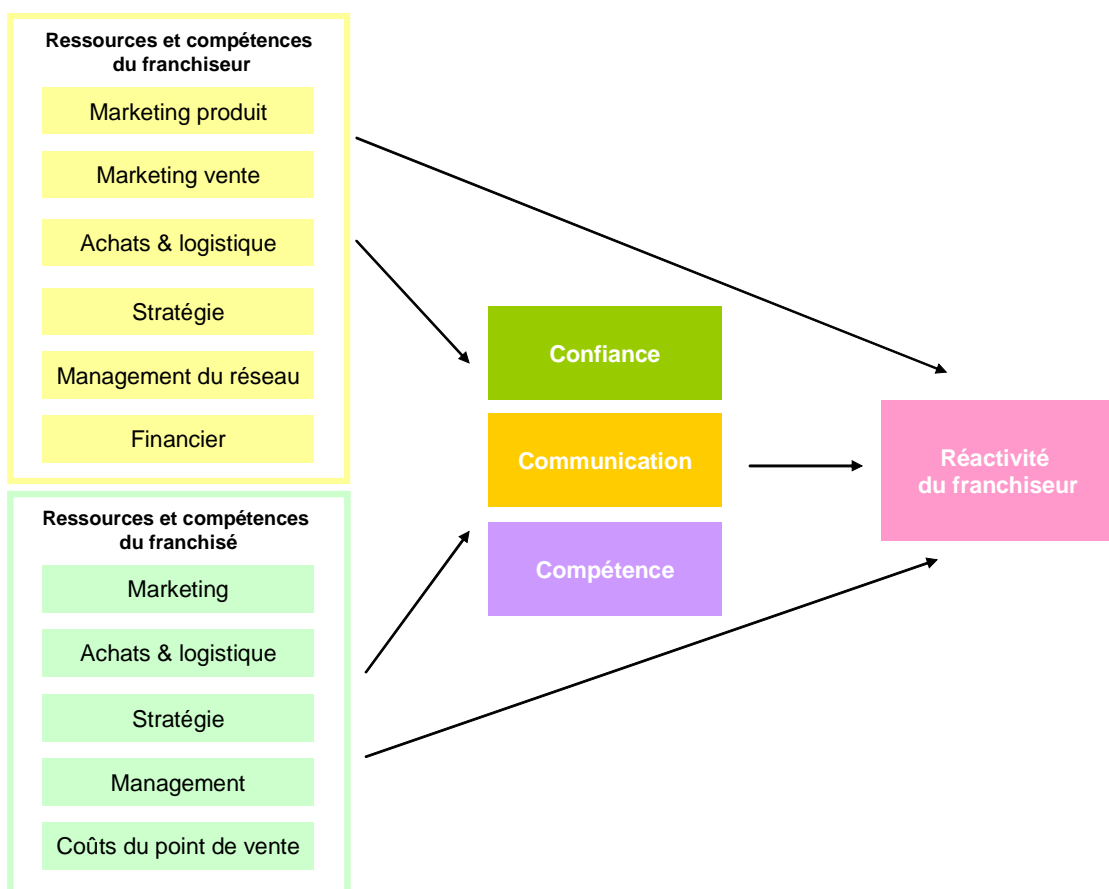 Ressources et compétences
du franchiseur
Marketing produit
Marketing vente
Achats & logistique
Stratégie
Management du réseau
Financier
Ressources et compétences
du franchisé
Marketing
Achats & logistique
Stratégie
Management
Coûts du point de vente
Confiance
Communication
Compétence
Réactivité
du franchiseur